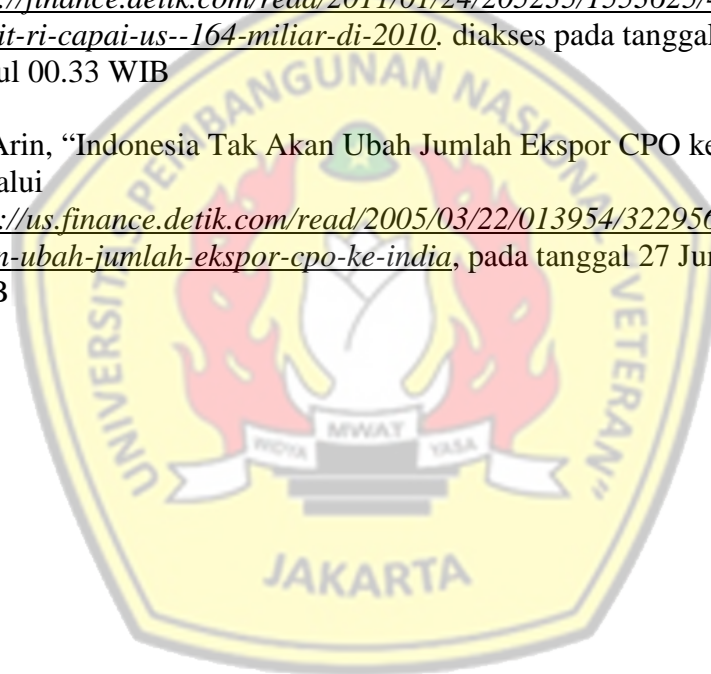 ://finance.detik.com/read/2011/01/24/205235/1553625/4
it-ri-capai-us--164-miliar-di-2010. diakses pada tanggal
ul 00.33 WIB
Arin, “Indonesia Tak Akan Ubah Jumlah Ekspor CPO ke
alui
://us.finance.detik.com/read/2005/03/22/013954/322956
n-ubah-jumlah-ekspor-cpo-ke-india, pada tanggal 27 Jun
B
UNIVERSITAS PEMBANGUNAN NASIONAL "VETERAN"
WIDYA MWAT YASA
JAKARTA